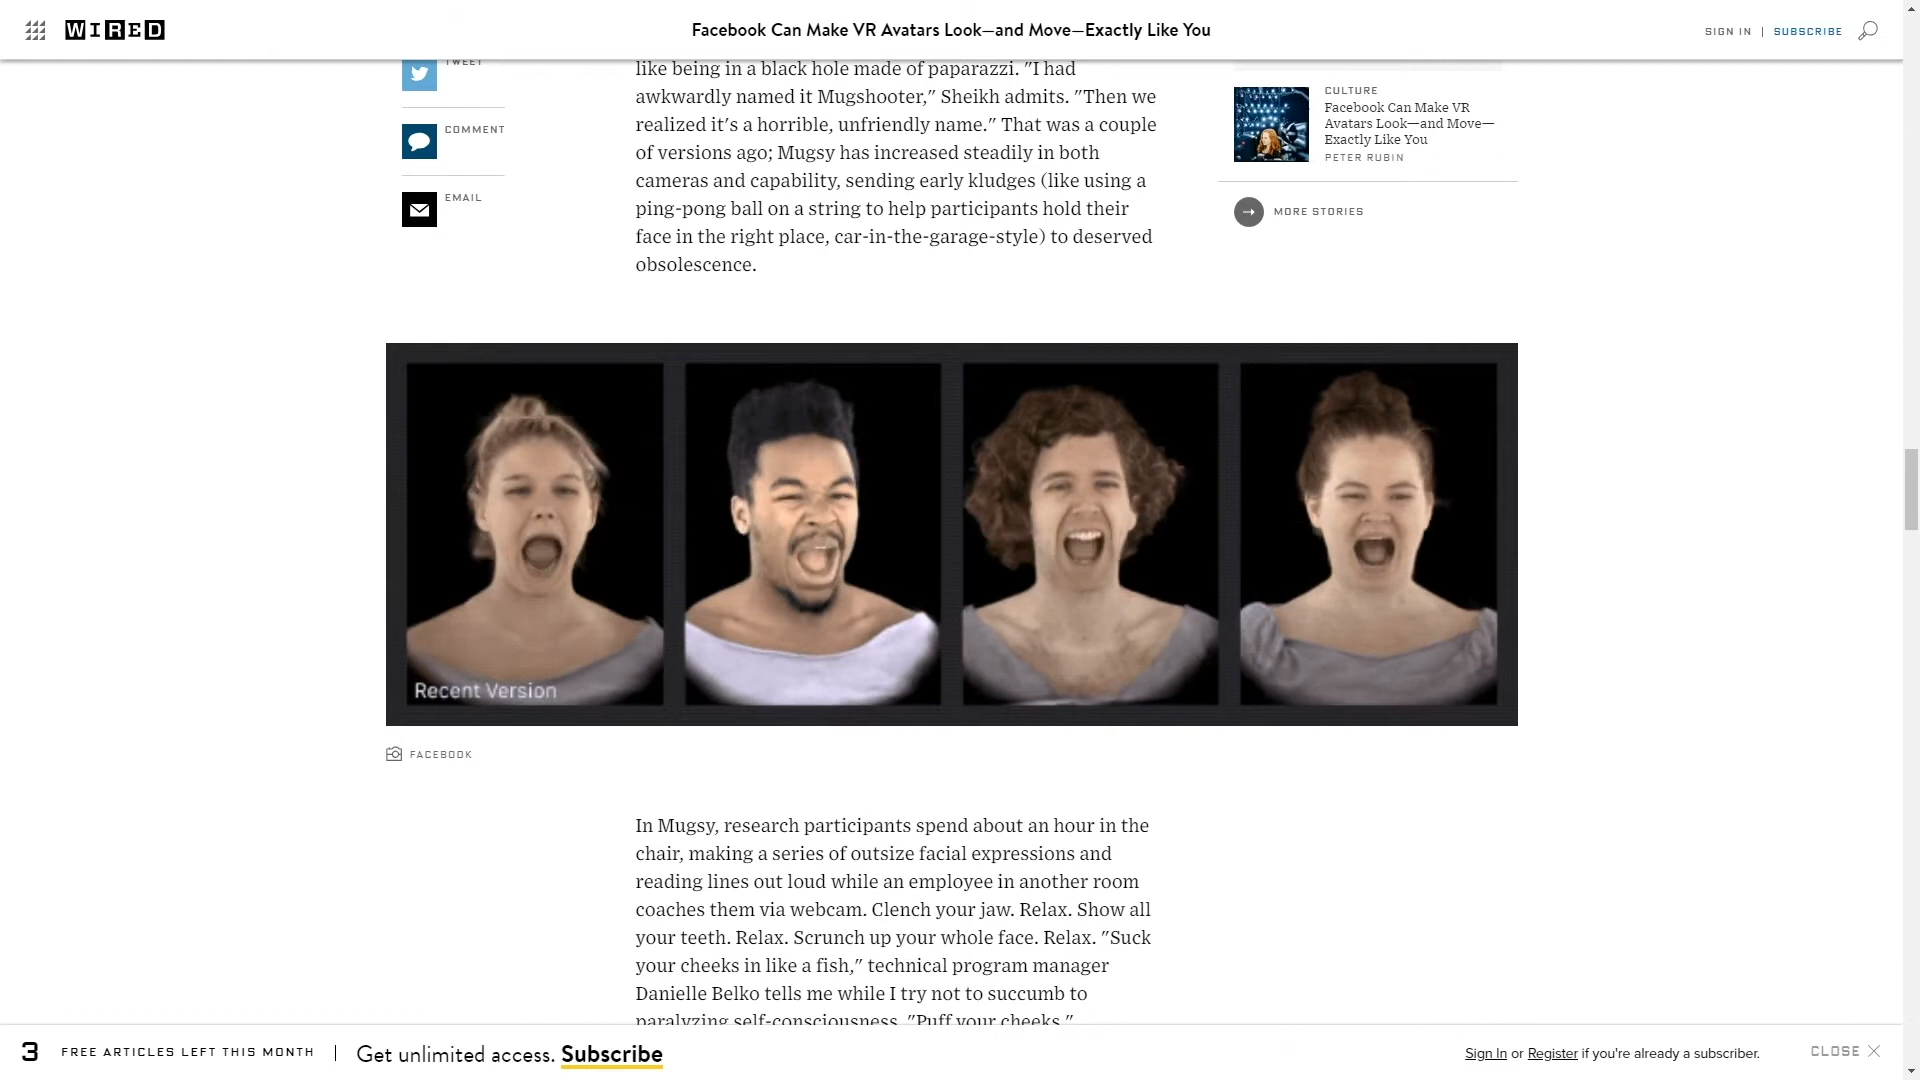 WIRED
Facebook Can Make VR Avatars Look—and Move—Exactly Like You
SIGN IN | SUBSCRIBE
TWEET
COMMENT
EMAIL
like being in a black hole made of paparazzi. "I had
awkwardly named it Mugshooter," Sheikh admits. "Then we
realized it's a horrible, unfriendly name." That was a couple
of versions ago; Mugsy has increased steadily in both
cameras and capability, sending early kludges (like using a
ping-pong ball on a string to help participants hold their
face in the right place, car-in-the-garage-style) to deserved
obsolescence.
CULTURE
Facebook Can Make VR
Avatars Look—and Move—
Exactly Like You
PETER RUBIN
MORE STORIES
Recent Version
FACEBOOK
In Mugsy, research participants spend about an hour in the
chair, making a series of outsize facial expressions and
reading lines out loud while an employee in another room
coaches them via webcam. Clench your jaw. Relax. Show all
your teeth. Relax. Scrunch up your whole face. Relax. "Suck
your cheeks in like a fish," technical program manager
Danielle Belko tells me while I try not to succumb to
paralyzing self-consciousness. "Puff your cheeks."
3 FREE ARTICLES LEFT THIS MONTH | Get unlimited access. Subscribe
Sign In or Register if you're already a subscriber.
CLOSE